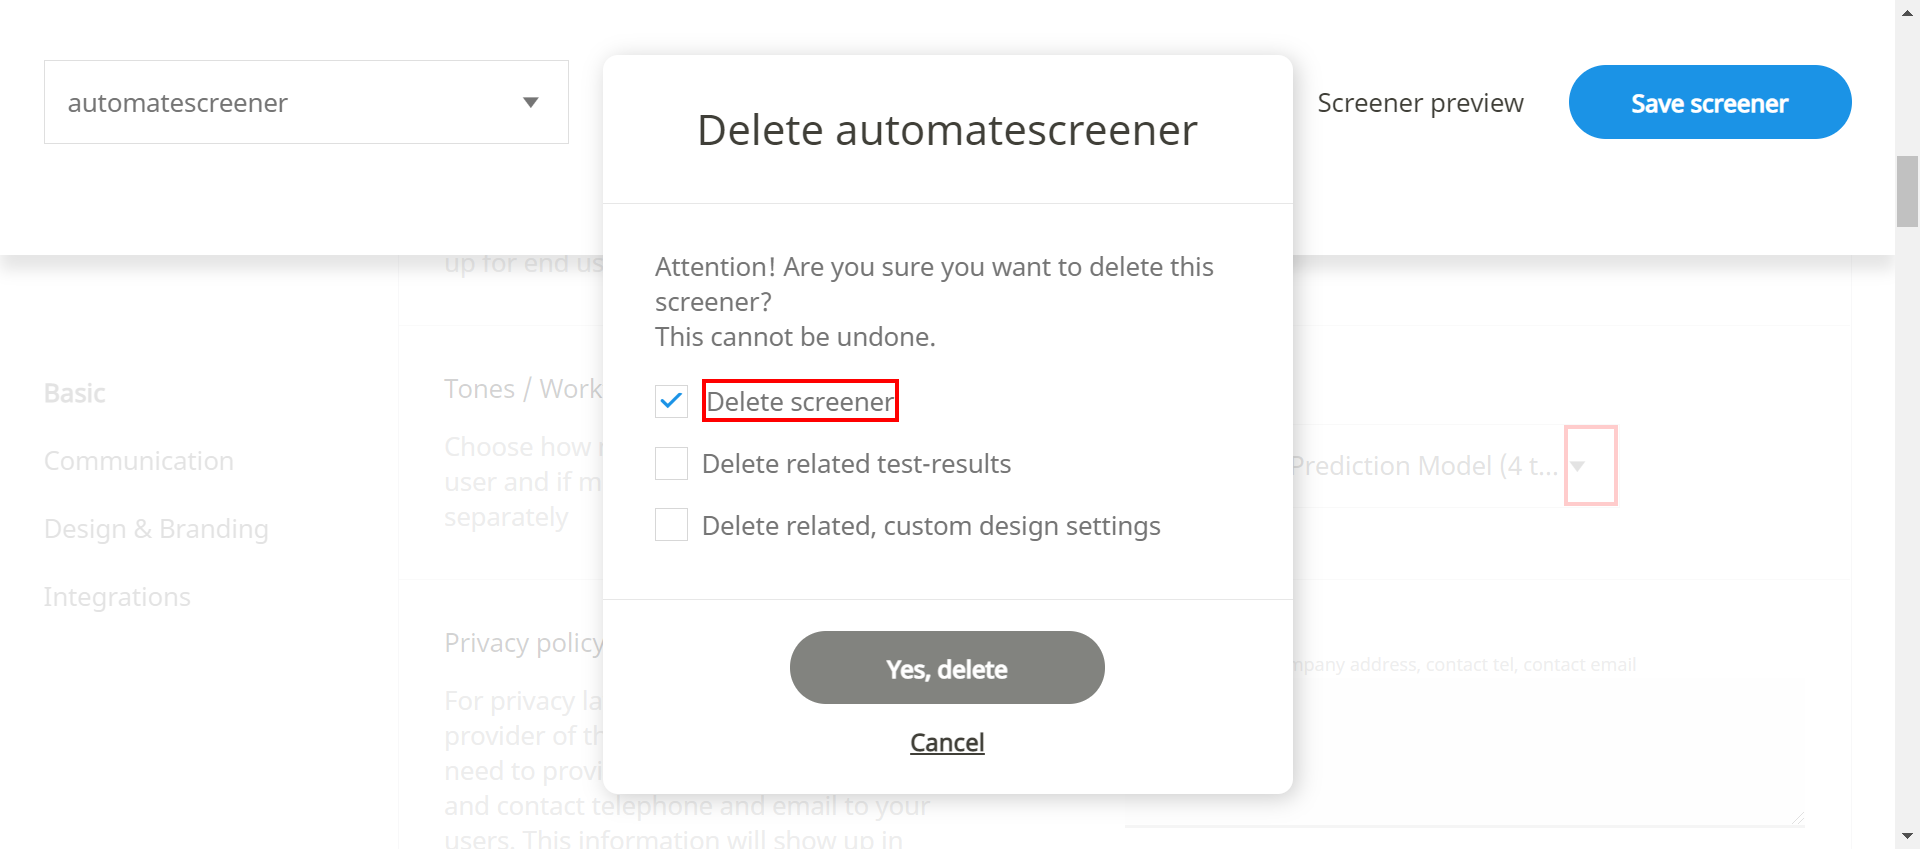 automatescreener
Screener preview
Save screener
Delete automatescreener
Attention! Are you sure you want to delete this
screener?
This cannot be undone.
Delete screener
Delete related test-results
Delete related, custom design settings
Yes, delete
Cancel
up for end us
Basic
Communication
Design & Branding
Integrations
Tones / Work
Choose how
user and if m
separately
Prediction Model (4 t...
Privacy policy
For privacy la
provider of th
need to provi
and contact telephone and email to your
users. This information will show up in
mpany address, contact tel, contact email